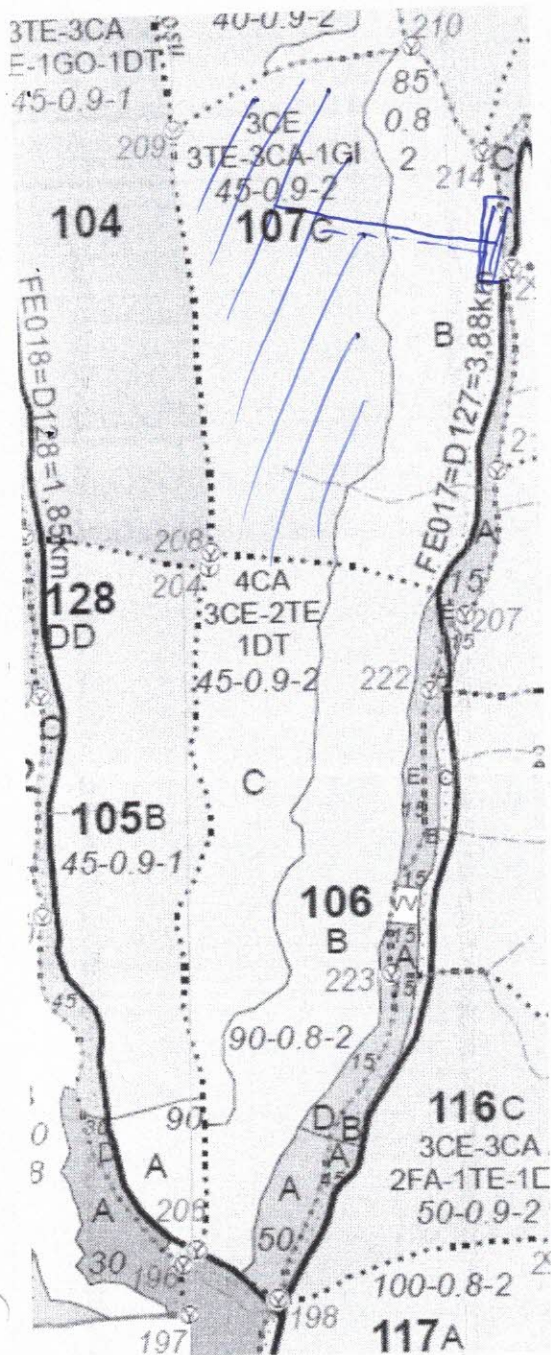 3TE-3CA
E-1GO-1DT
45-0.9-1
40-0.9-2
210
85
0.8
2
209
3CE
3TE-3CA-1GI
45-0.9-2
214
C
104
107C
B
FE018=D128=1,85km
FE017=D127=3,88km
A
15
208
204
4CA
3CE-2TE
1DT
45-0.9-2
128
DD
207
222
C
E
C
105B
45-0.9-1
106
B
15
A
223
45
90-0.8-2
15
116C
3CE-3CA
2FA-1TE-1D
50-0.9-2
90
D
B
A
D
A
A
A
30
50
196
198
197
100-0.8-2
117A